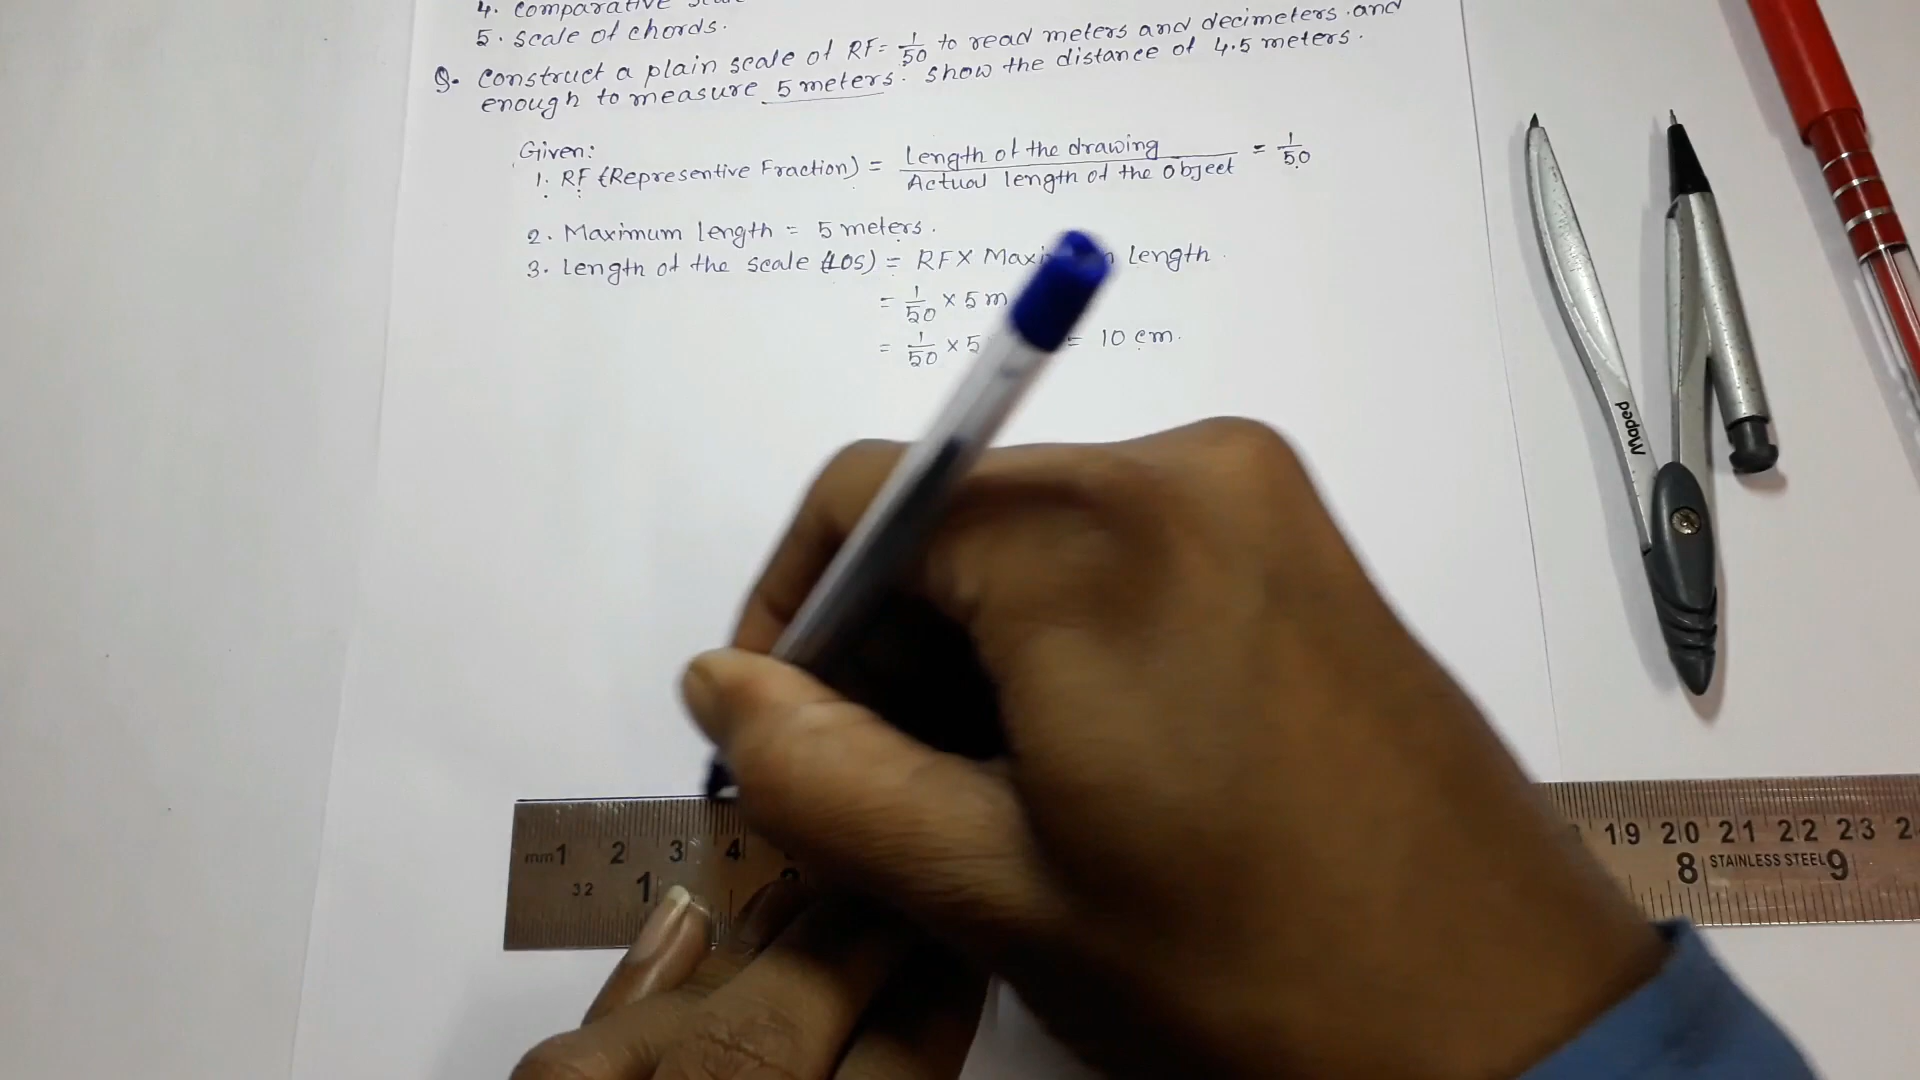 4. comparative
5. scale of chords.
Q. construct a plain scale of RF= 1/50 to read meters and decimeters and
enough to measure 5 meters. show the distance of 4.5 meters.
Given:
1. RF (Representive Fraction) = Length of the drawing / Actual length of the object = 1/50
2. Maximum length = 5 meters.
3. Length of the scale (LOS) = RF X Length
= 1/50 × 5 m
= 1/50 × 5 = 10 cm.
Maped
mm1 2 3 4 19 20 21 22 23
32 1 2 8 STAINLESS STEEL 9